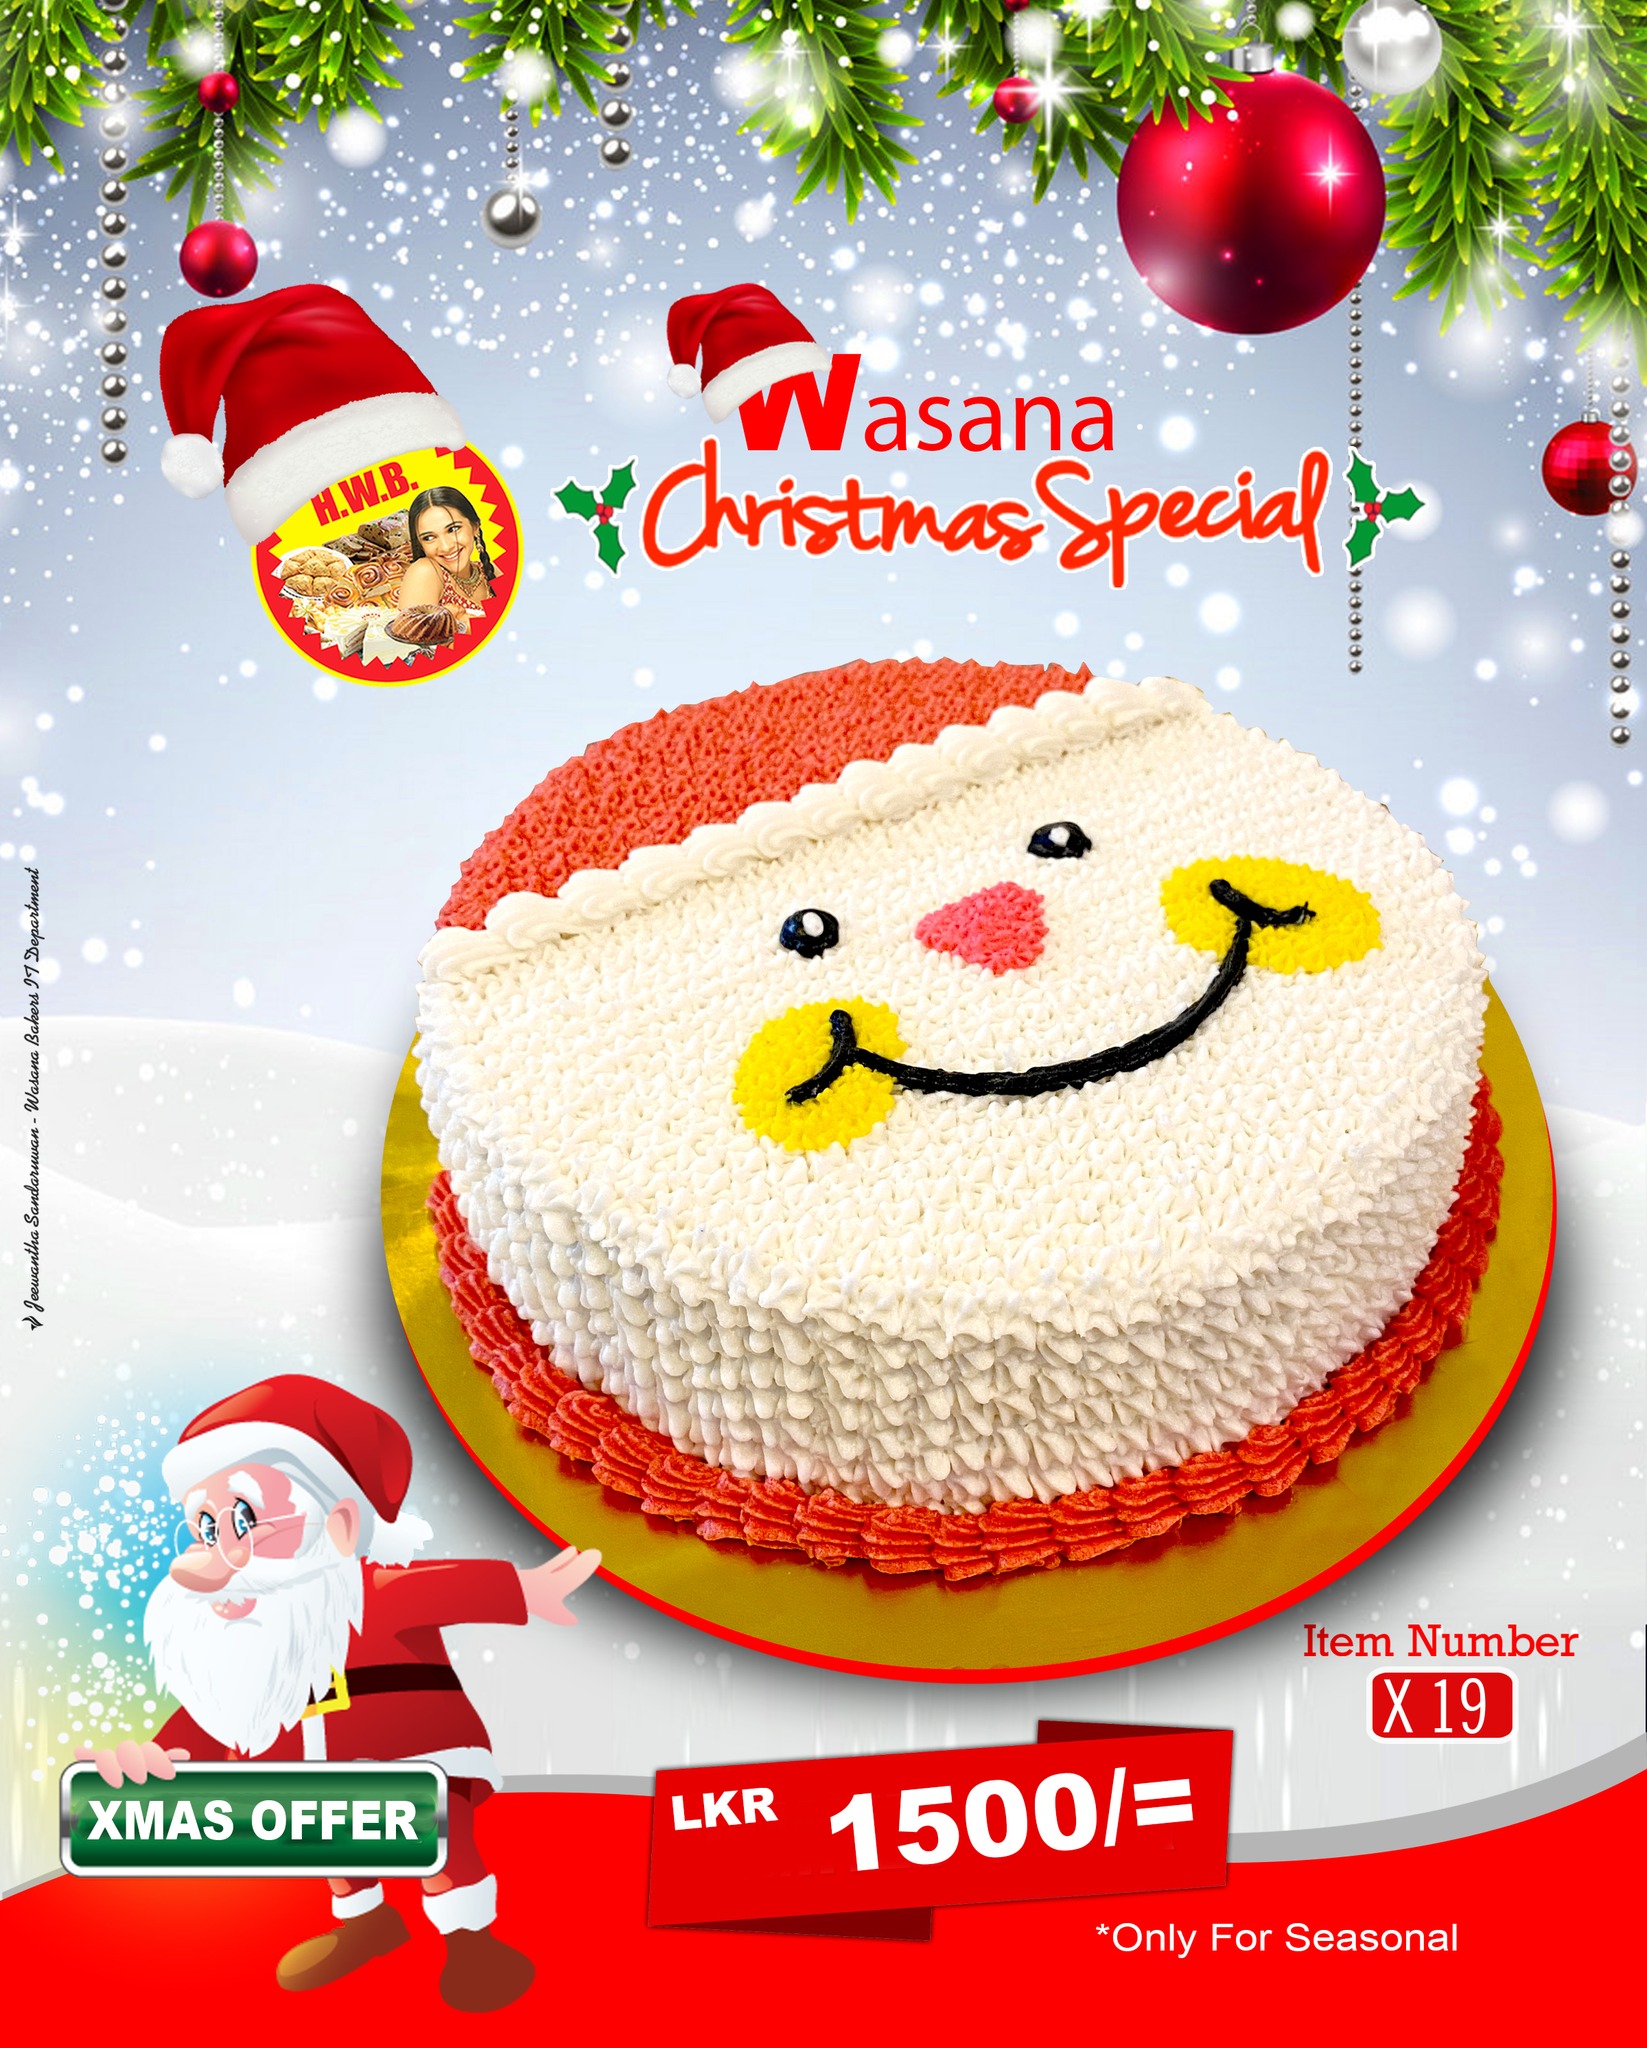 H.W.B.
Wasana
Christmas Special
Jeewantha Sandaruwan - Wasana Bakers IT Department
Item Number
X 19
XMAS OFFER
LKR 1500/=
*Only For Seasonal